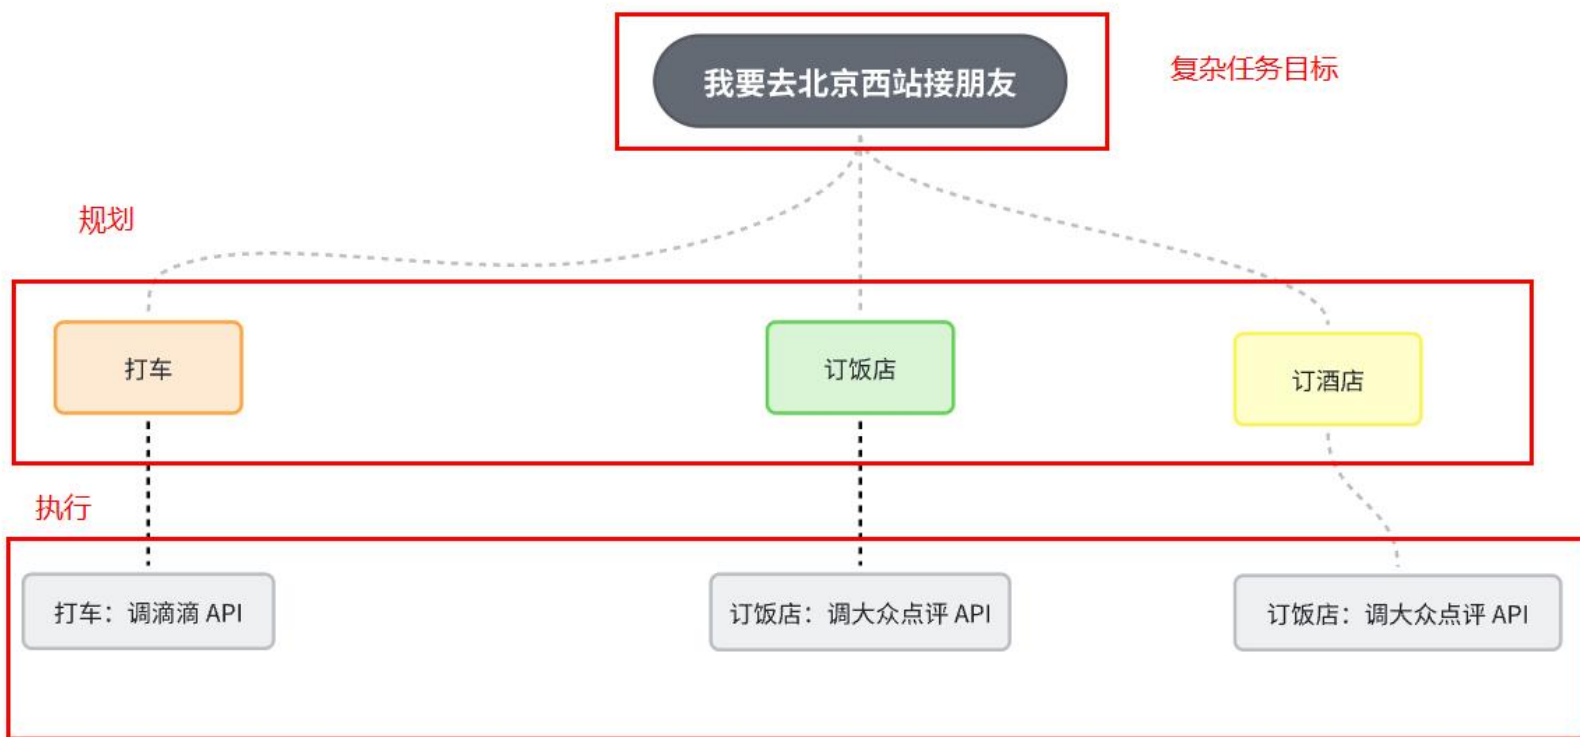 我要去北京西站接朋友
复杂任务目标
规划
打车
订饭店
订酒店
执行
打车：调滴滴 API
订饭店：调大众点评 API
订饭店：调大众点评 API